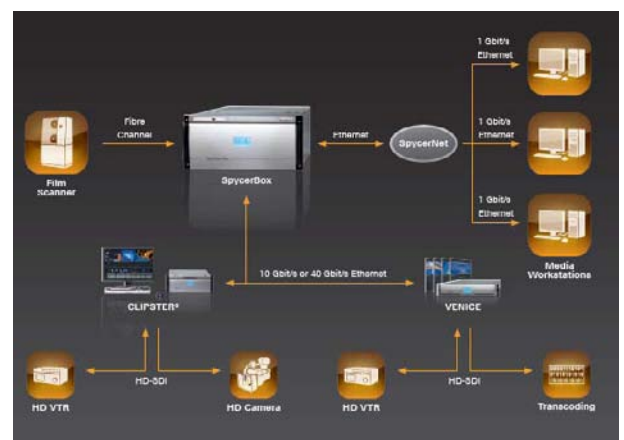 1 Gbit/s
Ethernet
Fibre
Channel
Ethernet
SpycerNet
1 Gbit/s
Ethernet
Film
Scanner
SpycerBox
1 Gbit/s
Ethernet
10 Gbit/s or 40 Gbit/s Ethernet
Media
Workstations
CLIPSTER®
VENICE
HD-SDI
HD-SDI
HD VTR
HD Camera
HD VTR
Transcoding